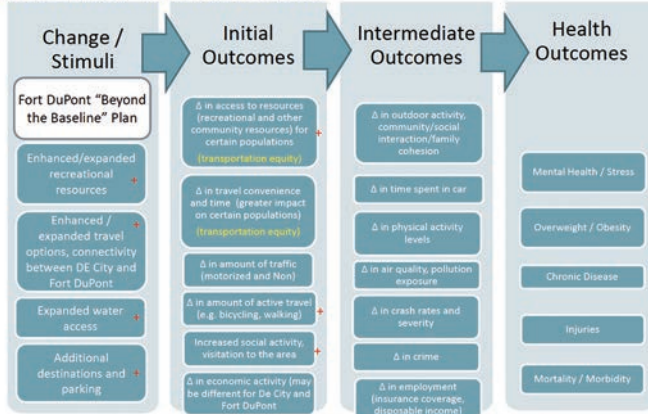 Change /
Stimuli
Fort DuPont "Beyond
the Baseline" Plan
Enhanced/expanded
recreational
resources
+
Enhanced /
expanded travel
options, connectivity
between DE City and
Fort DuPont
+
Expanded water
access
+
Additional
destinations and
parking
+
Initial
Outcomes
Δ in access to resources
(recreational and other
community resources) for
certain populations
(transportation equity)
+
Δ in travel convenience
and time (greater impact
on certain populations)
(transportation equity)
Δ in amount of traffic
(motorized and Non)
Δ in amount of active travel
(e.g. bicycling, walking)
+
Increased social activity,
visitation to the area
+
Δ in economic activity (may
be different for De City and
Fort DuPont
Intermediate
Outcomes
Δ in outdoor activity,
community/social
interaction/family
cohesion
Δ in time spent in car
Δ in physical activity
levels
Δ in air quality, pollution
exposure
Δ in crash rates and
severity
Δ in crime
Δ in employment
(insurance coverage,
disposable income)
Health
Outcomes
Mental Health / Stress
Overweight / Obesity
Chronic Disease
Injuries
Mortality / Morbidity